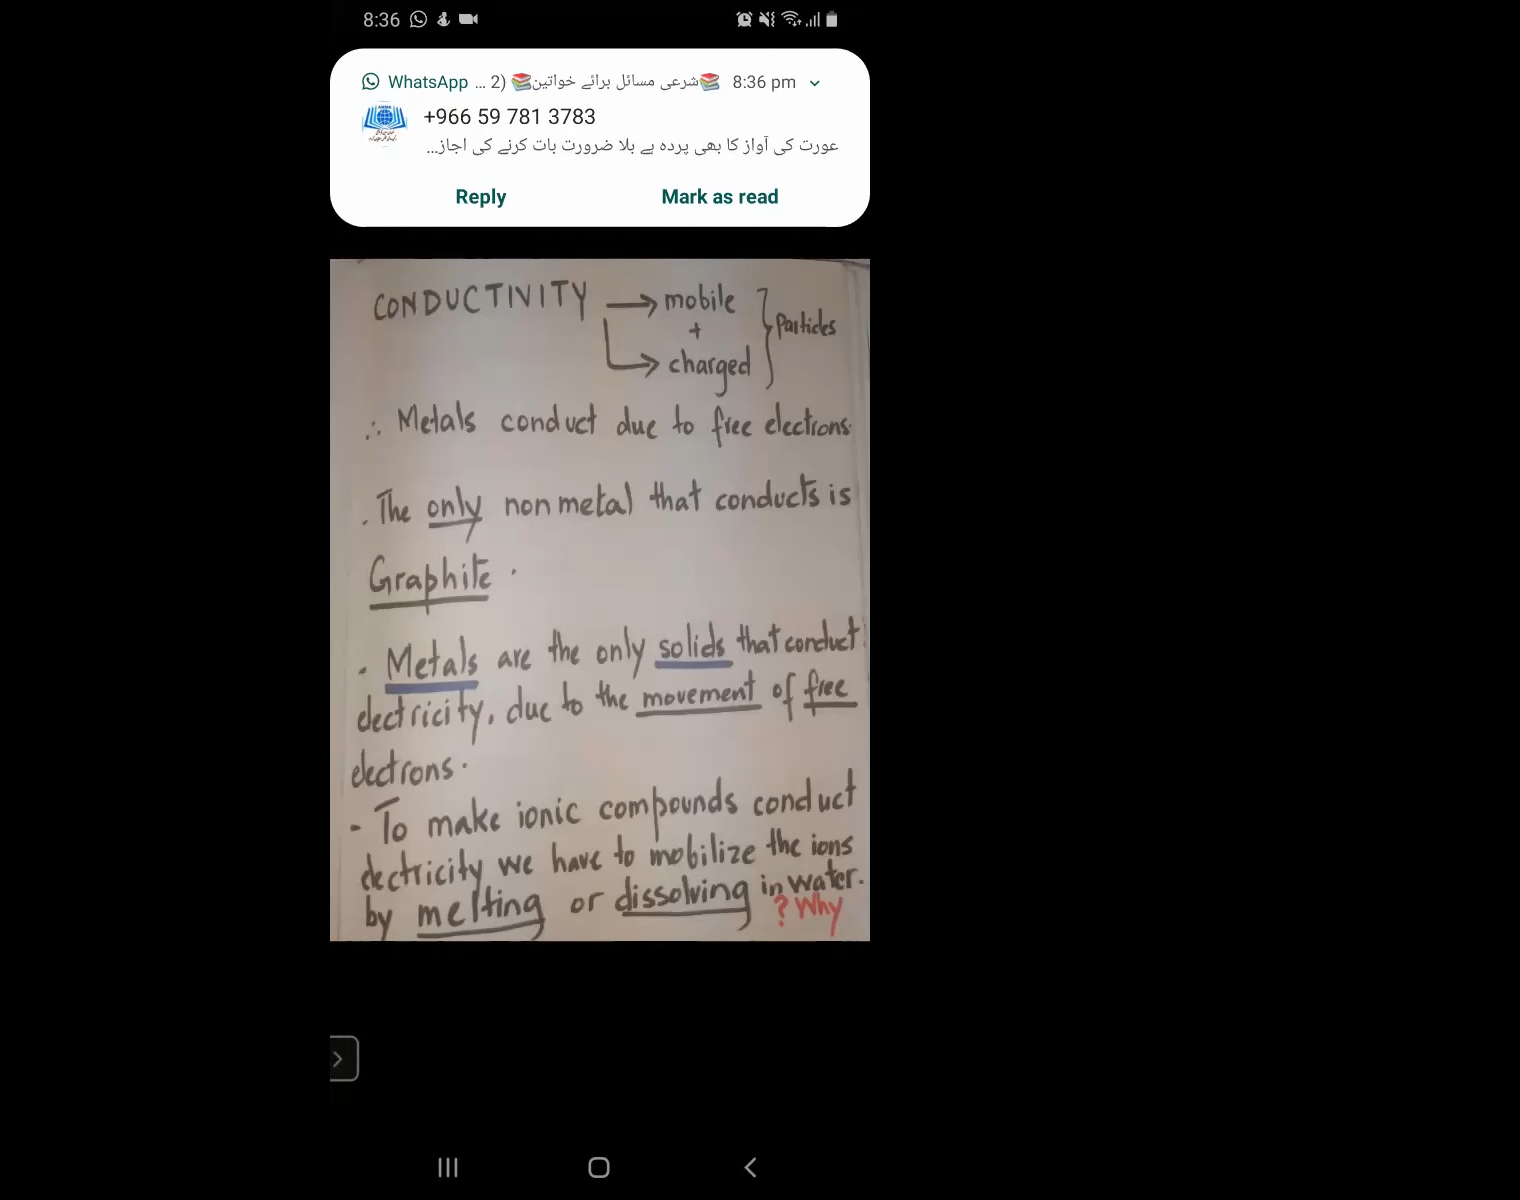 8:36
WhatsApp ... 2) 📚شرعی مسائل برائے خواتین📚 8:36 pm
+966 59 781 3783
عورت کی آواز کا بھی پردہ ہے بلا ضرورت بات کرنے کی اجاز...
Reply Mark as read
CONDUCTIVITY → mobile
+
→ charged
} Particles
∴ Metals conduct due to free electrons.
. The only non metal that conducts is
Graphite .
- Metals are the only solids that conduct
electricity, due to the movement of free
electrons.
- To make ionic compounds conduct
electricity we have to mobilize the ions
by melting or dissolving in water.
? Why